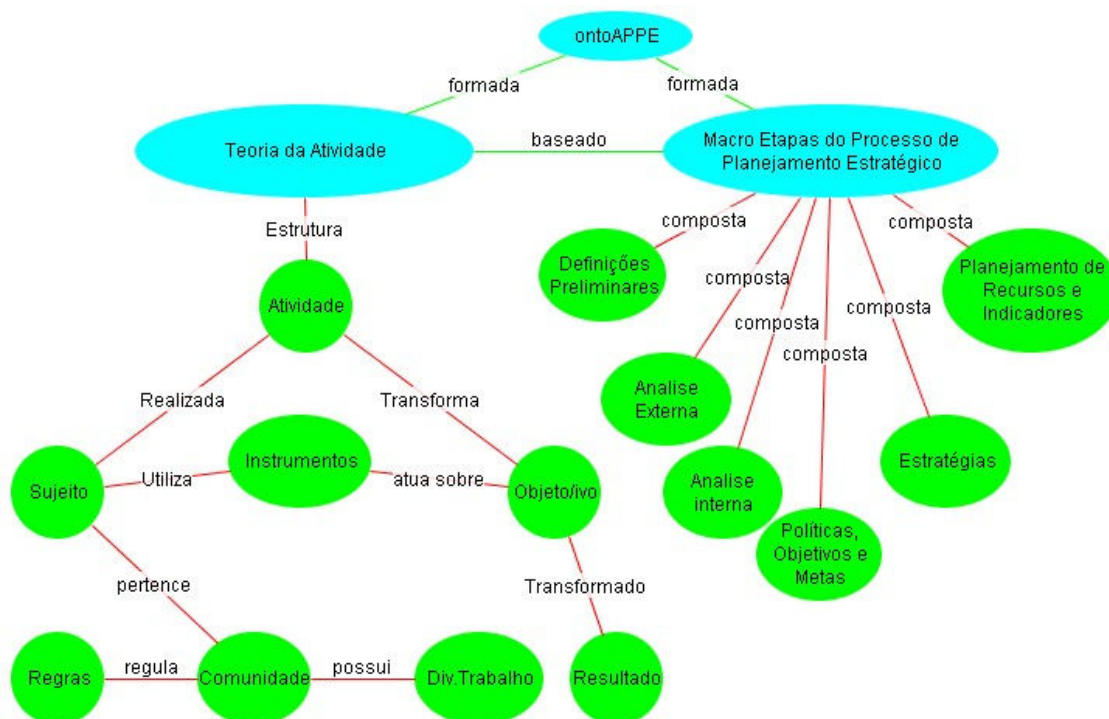 ontoAPPE
formada
formada
Teoria da Atividade
baseado
Macro Etapas do Processo de
Planejamento Estratégico
Estrutura
composta
composta
Definições
Preliminares
composta
composta
composta
composta
Planejamento de
Recursos e
Indicadores
Atividade
Realizada
Transforma
Analise
Externa
Sujeito
Utiliza
Instrumentos
atua sobre
Objeto/ivo
Analise
interna
Estratégias
Políticas,
Objetivos e
Metas
pertence
Transformado
Regras
regula
Comunidade
possui
Div.Trabalho
Resultado